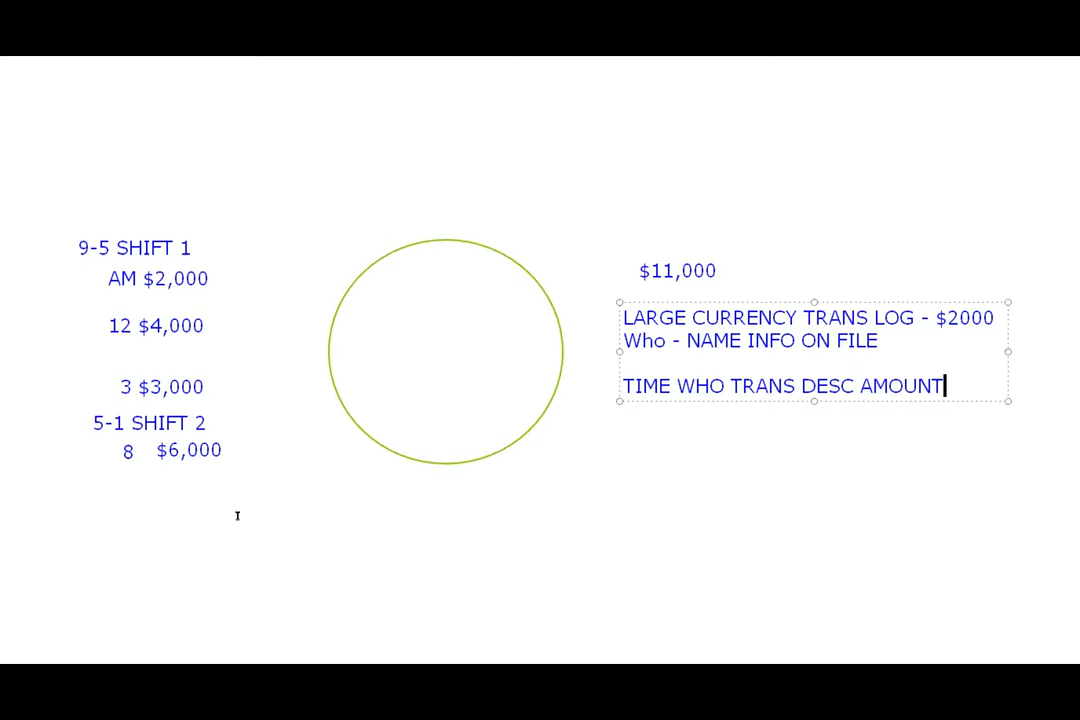 9-5 SHIFT 1
AM $2,000
12 $4,000
3 $3,000
5-1 SHIFT 2
8 $6,000
$11,000
LARGE CURRENCY TRANS LOG - $2000
Who - NAME INFO ON FILE
TIME WHO TRANS DESC AMOUNT